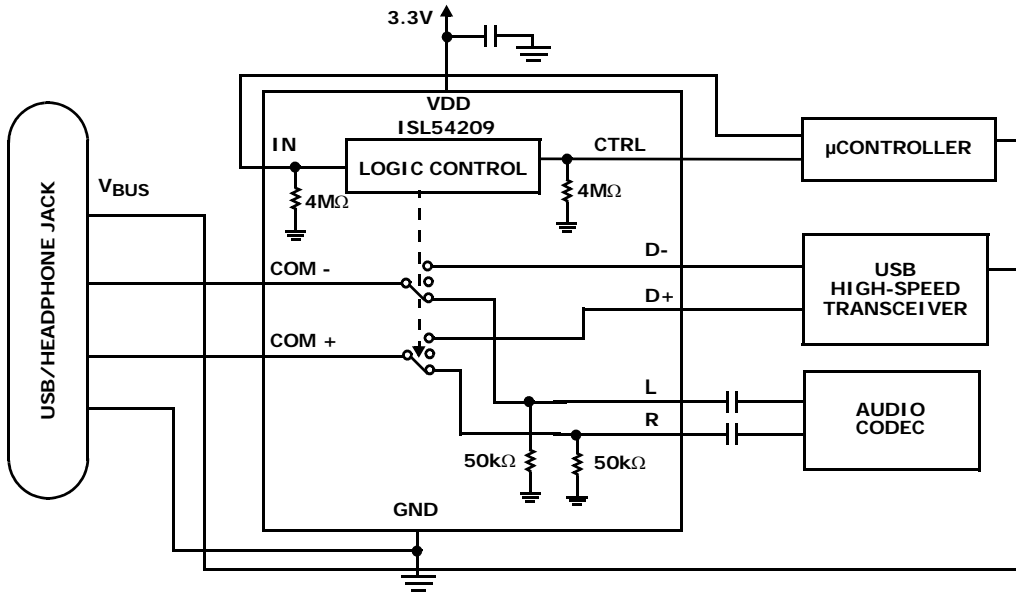 3.3V
VDD
ISL54209
IN
LOGIC CONTROL
CTRL
µCONTROLLER
4MΩ
4MΩ
USB/HEADPHONE JACK
VBUS
COM -
D-
USB
HIGH-SPEED
TRANSCEIVER
D+
COM +
L
R
AUDIO
CODEC
50kΩ
50kΩ
GND